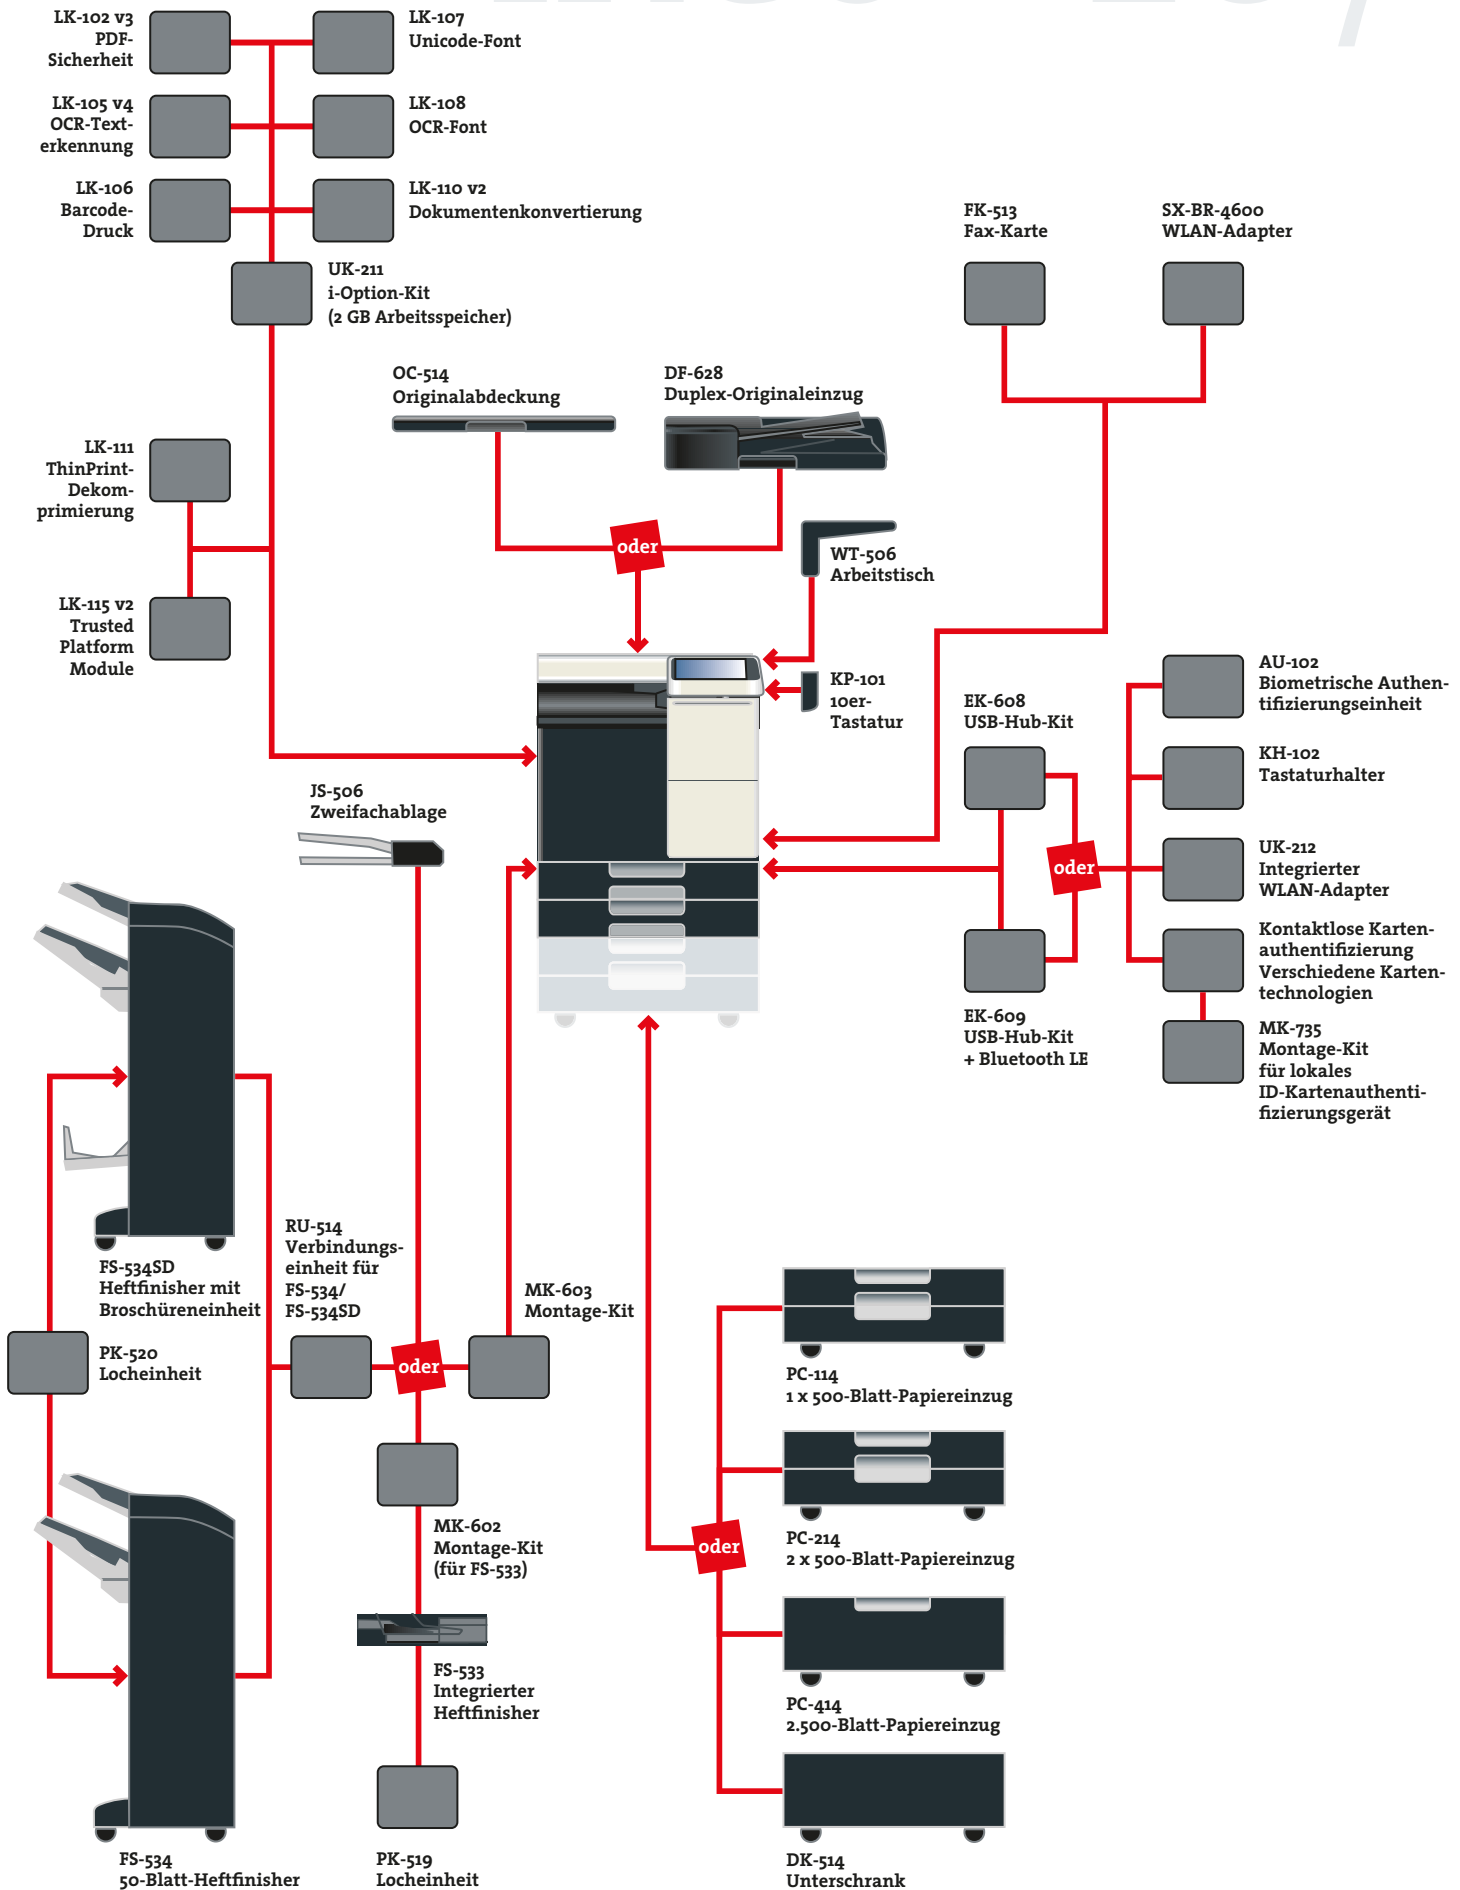 LK-102 v3
PDF-
Sicherheit
LK-107
Unicode-Font
LK-105 v4
OCR-Text-
erkennung
LK-108
OCR-Font
LK-106
Barcode-
Druck
LK-110 v2
Dokumentenkonvertierung
UK-211
i-Option-Kit
(2 GB Arbeitsspeicher)
FK-513
Fax-Karte
SX-BR-4600
WLAN-Adapter
OC-514
Originalabdeckung
DF-628
Duplex-Originaleinzug
LK-111
ThinPrint-
Dekom-
primierung
oder
WT-506
Arbeitstisch
LK-115 v2
Trusted
Platform
Module
KP-101
10er-
Tastatur
EK-608
USB-Hub-Kit
AU-102
Biometrische Authen-
tifizierungseinheit
KH-102
Tastaturhalter
JS-506
Zweifachablage
oder
UK-212
Integrierter
WLAN-Adapter
Kontaktlose Karten-
authentifizierung
Verschiedene Karten-
technologien
EK-609
USB-Hub-Kit
+ Bluetooth LE
MK-735
Montage-Kit
für lokales
ID-Kartenauthenti-
fizierungsgerät
FS-534SD
Heftfinisher mit
Broschüreneinheit
RU-514
Verbindungs-
einheit für
FS-534/
FS-534SD
MK-603
Montage-Kit
PK-520
Locheinheit
oder
PC-114
1 x 500-Blatt-Papiereinzug
MK-602
Montage-Kit
(für FS-533)
oder
PC-214
2 x 500-Blatt-Papiereinzug
FS-533
Integrierter
Heftfinisher
PC-414
2.500-Blatt-Papiereinzug
FS-534
50-Blatt-Heftfinisher
PK-519
Locheinheit
DK-514
Unterschrank